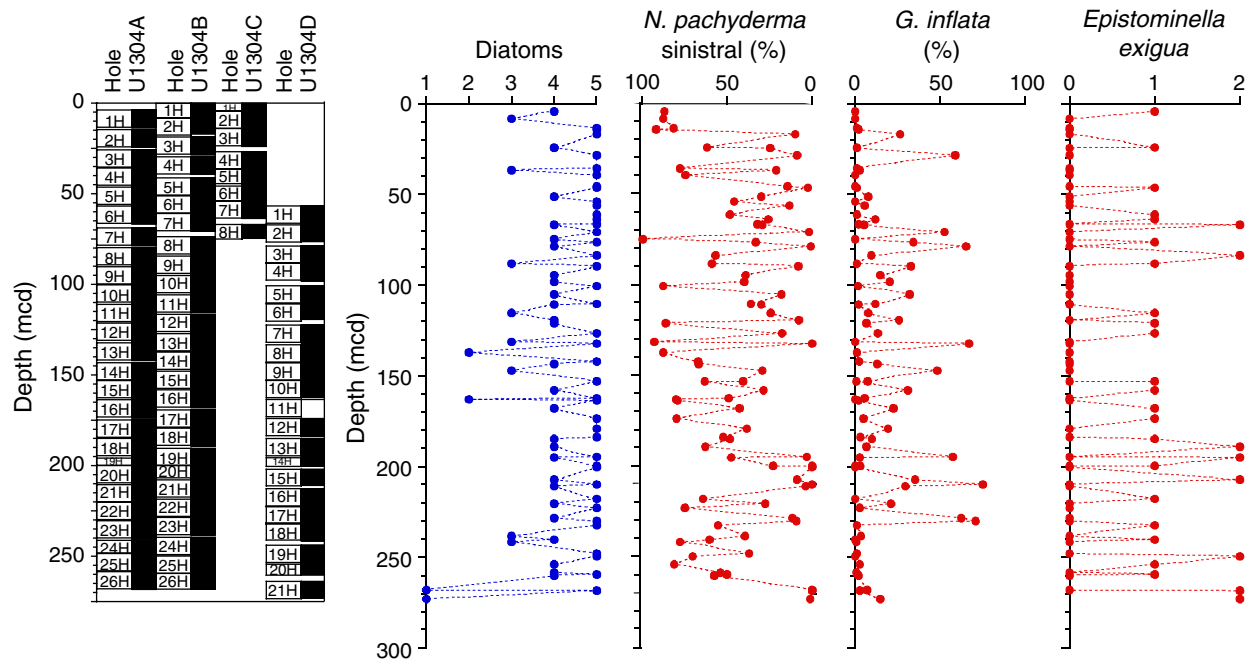 Hole U1304A
Hole U1304B
Hole U1304C
Hole U1304D
Depth (mcd)
0
50
100
150
200
250
1H
2H
3H
4H
5H
6H
7H
8H
9H
10H
11H
12H
13H
14H
15H
16H
17H
18H
19H
20H
21H
22H
23H
24H
25H
26H
1H
2H
3H
4H
5H
6H
7H
8H
9H
10H
11H
12H
13H
14H
15H
16H
17H
18H
19H
20H
21H
22H
23H
24H
25H
26H
1H
2H
3H
4H
5H
6H
7H
8H
1H
2H
3H
4H
5H
6H
7H
8H
9H
10H
11H
12H
13H
14H
15H
16H
17H
18H
19H
20H
21H
Diatoms
1 2 3 4 5
Depth (mcd)
0
50
100
150
200
250
300
N. pachyderma
sinistral (%)
100 50 0
G. inflata
(%)
0 50 100
Epistominella
exigua
0 1 2